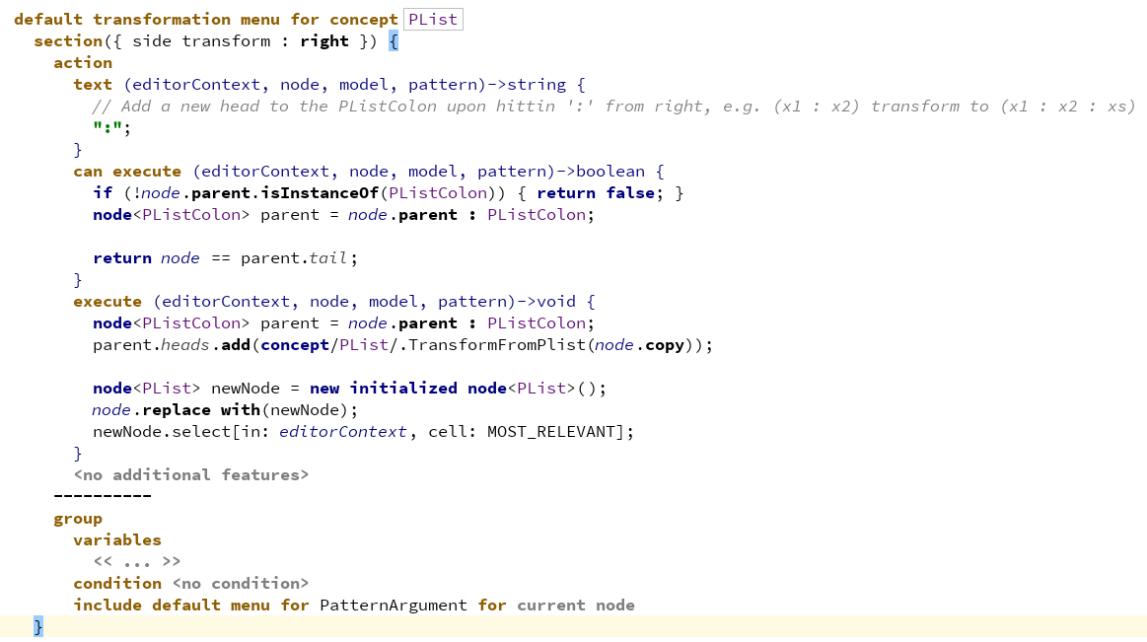 default transformation menu for concept PList
section({ side transform : right }) {
action
text (editorContext, node, model, pattern)->string {
// Add a new head to the PListColon upon hittin ':' from right, e.g. (x1 : x2) transform to (x1 : x2 : xs)
":";
}
can execute (editorContext, node, model, pattern)->boolean {
if (!node.parent.isInstanceOf(PListColon)) { return false; }
node<PListColon> parent = node.parent : PListColon;
return node == parent.tail;
}
execute (editorContext, node, model, pattern)->void {
node<PListColon> parent = node.parent : PListColon;
parent.heads.add(concept/PList/.TransformFromPlist(node.copy));
node<PList> newNode = new initialized node<PList>();
node.replace with(newNode);
newNode.select[in: editorContext, cell: MOST_RELEVANT];
}
<no additional features>
----------
group
variables
<< ... >>
condition <no condition>
include default menu for PatternArgument for current node
}